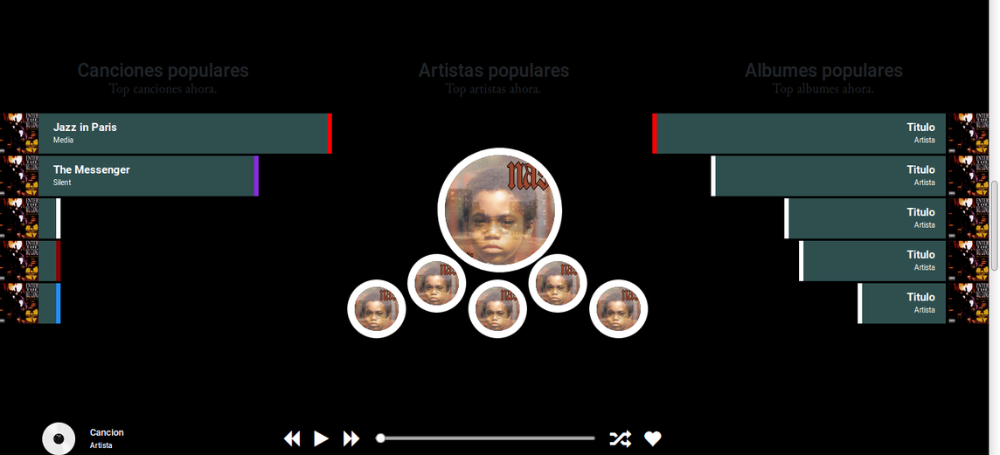 Canciones populares
Top canciones ahora.
Jazz in Paris
Media
The Messenger
Silent
Artistas populares
Top artistas ahora.
nas
Albumes populares
Top albumes ahora.
Titulo
Artista
Titulo
Artista
Titulo
Artista
Titulo
Artista
Titulo
Artista
Cancion
Artista